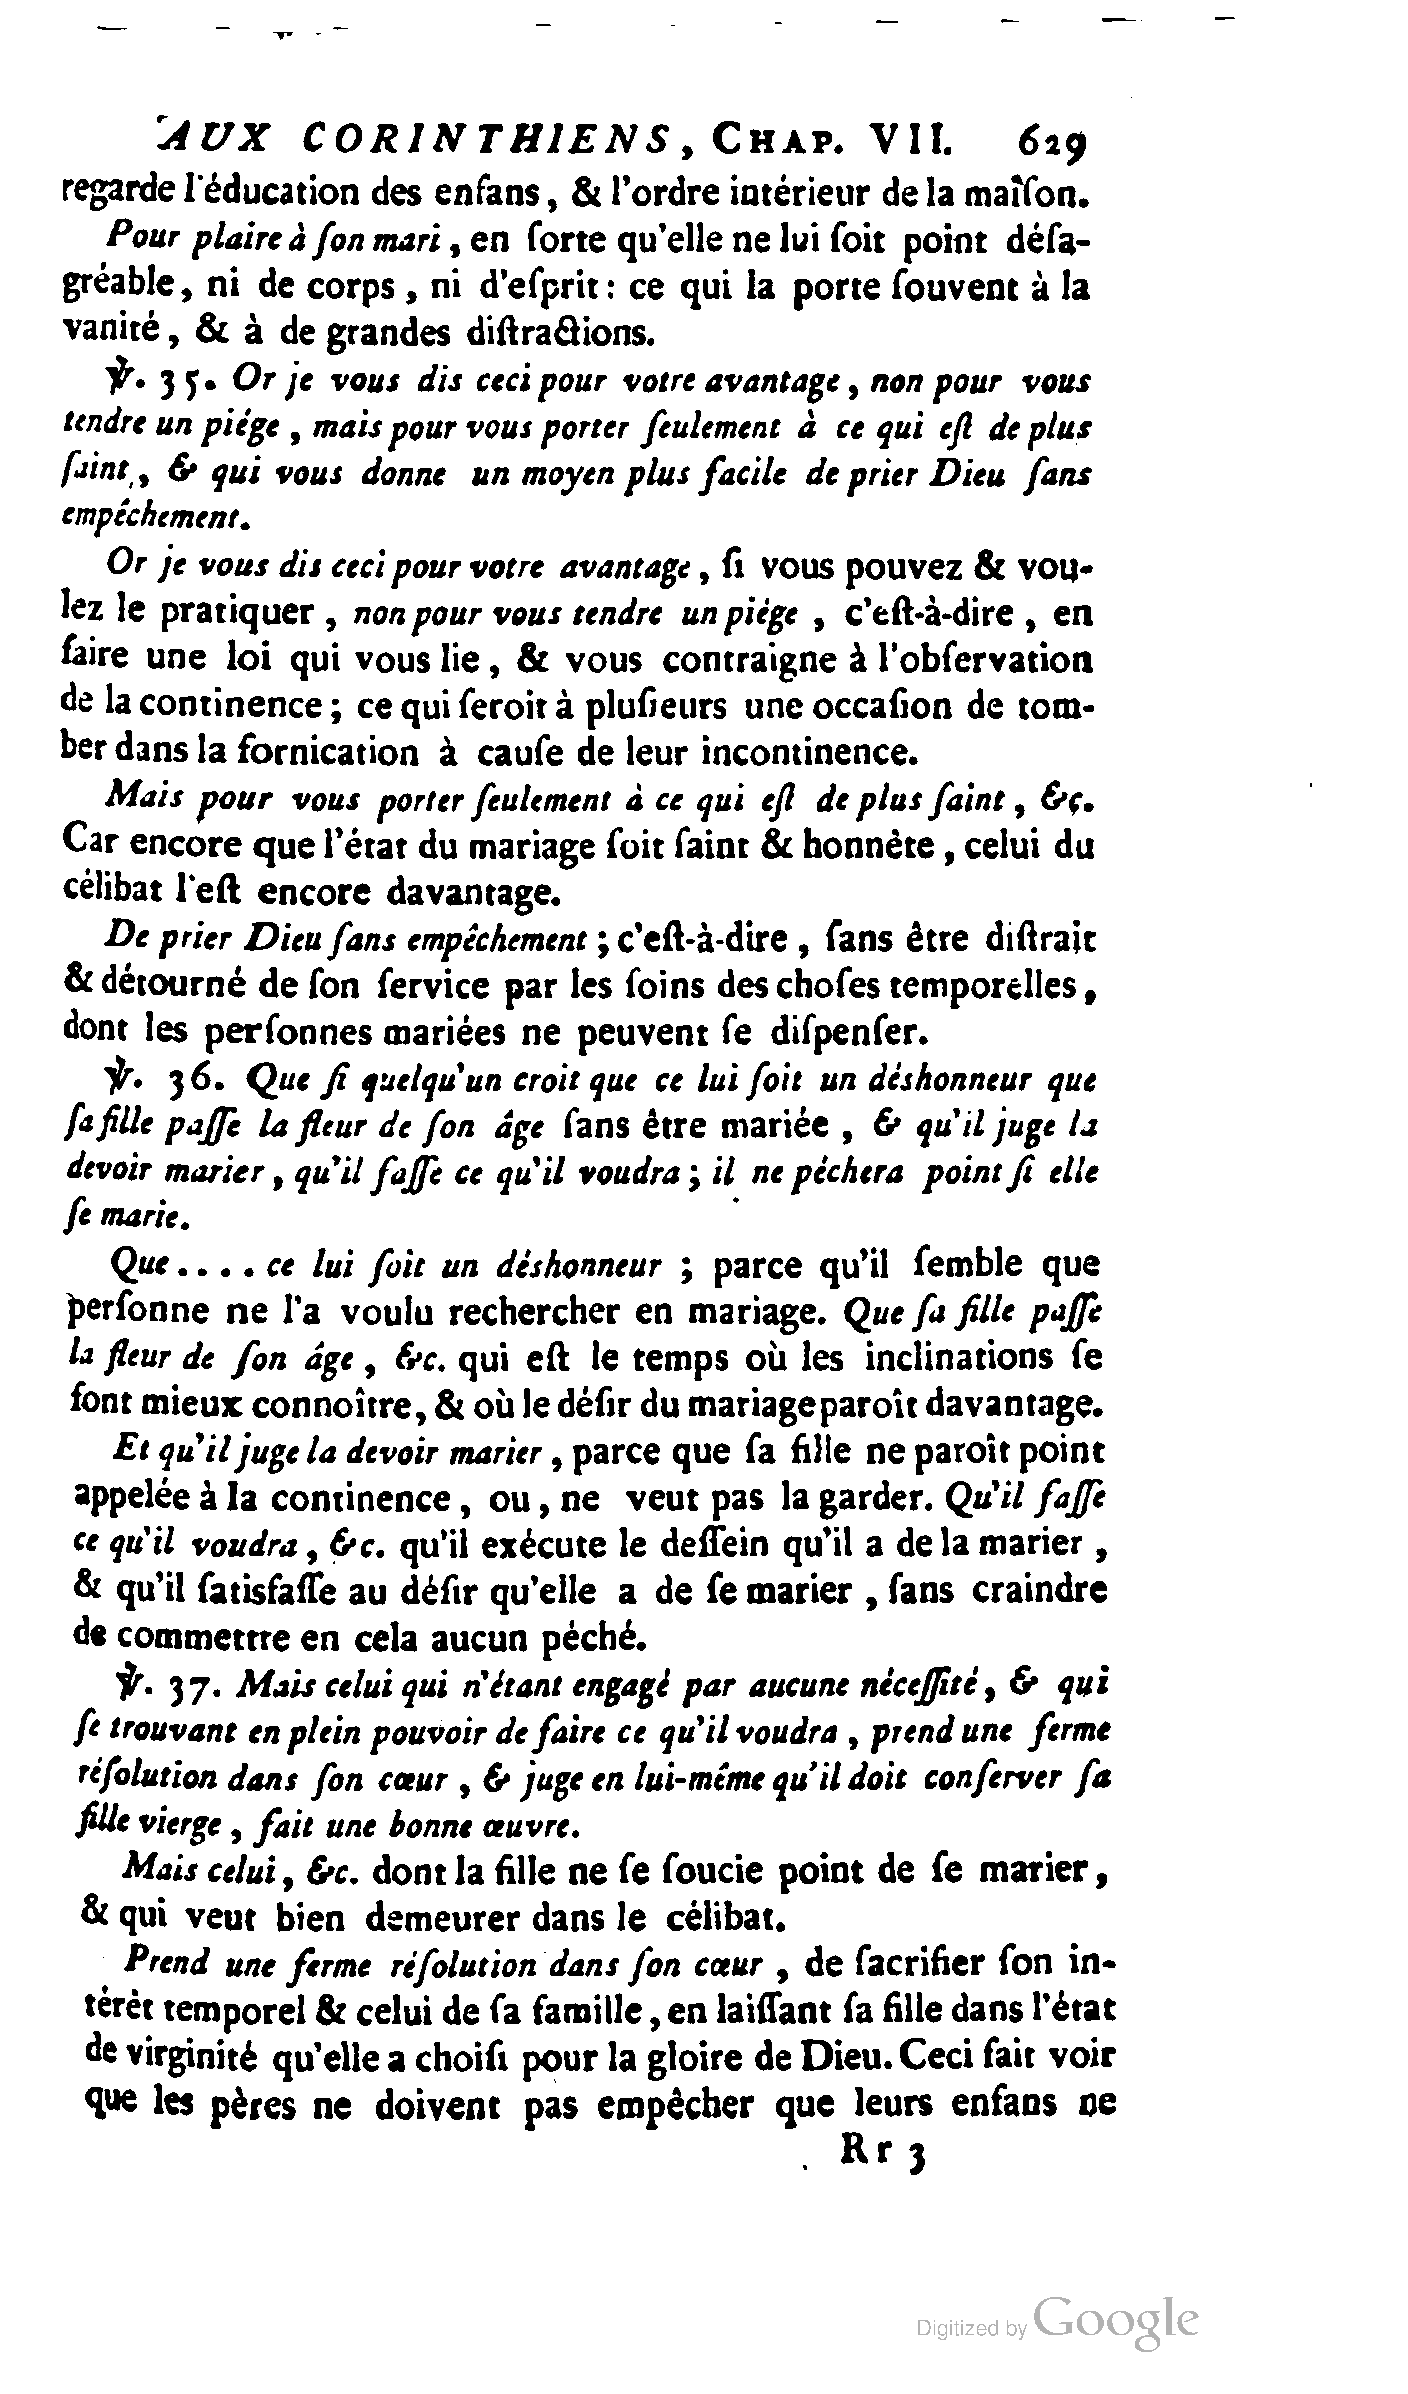 AUX CORINTHIENS, CHAP. VII. 629
regarde l'éducation des enfans, & l'ordre intérieur de la maiſon.
Pour plaire à ſon mari, en ſorte qu'elle ne lui ſoit point déſa-
gréable, ni de corps, ni d'eſprit : ce qui la porte ſouvent à la
vanité, & à de grandes diſtractions.
℣. 35. Or je vous dis ceci pour votre avantage, non pour vous
tendre un piége, mais pour vous porter ſeulement à ce qui eſt de plus
ſaint, & qui vous donne un moyen plus facile de prier Dieu ſans
empêchement.
Or je vous dis ceci pour votre avantage, ſi vous pouvez & vou-
lez le pratiquer, non pour vous tendre un piége, c'eſt-à-dire, en
faire une loi qui vous lie, & vous contraigne à l'obſervation
de la continence ; ce qui ſeroit à pluſieurs une occaſion de tom-
ber dans la fornication à cauſe de leur incontinence.
Mais pour vous porter ſeulement à ce qui eſt de plus ſaint, &c.
Car encore que l'état du mariage ſoit ſaint & honnête, celui du
célibat l'eſt encore davantage.
De prier Dieu ſans empêchement ; c'eſt-à-dire, ſans être diſtrait
& détourné de ſon ſervice par les ſoins des choſes temporelles,
dont les perſonnes mariées ne peuvent ſe diſpenſer.
℣. 36. Que ſi quelqu'un croit que ce lui ſoit un déshonneur que
ſa fille paſſe la fleur de ſon âge ſans être mariée, & qu'il juge la
devoir marier, qu'il faſſe ce qu'il voudra ; il ne péchera point ſi elle
ſe marie.
Que.... ce lui ſoit un déshonneur ; parce qu'il ſemble que
perſonne ne l'a voulu rechercher en mariage. Que ſa fille paſſe
la fleur de ſon âge, &c. qui eſt le temps où les inclinations ſe
font mieux connoître, & où le déſir du mariage paroît davantage.
Et qu'il juge la devoir marier, parce que ſa fille ne paroît point
appelée à la continence, ou, ne veut pas la garder. Qu'il faſſe
ce qu'il voudra, &c. qu'il exécute le deſſein qu'il a de la marier,
& qu'il ſatisfaſſe au déſir qu'elle a de ſe marier, ſans craindre
de commettre en cela aucun péché.
℣. 37. Mais celui qui n'étant engagé par aucune néceſſité, & qui
ſe trouvant en plein pouvoir de faire ce qu'il voudra, prend une ferme
réſolution dans ſon cœur, & juge en lui-même qu'il doit conſerver ſa
fille vierge, fait une bonne œuvre.
Mais celui, &c. dont la fille ne ſe ſoucie point de ſe marier,
& qui veut bien demeurer dans le célibat.
Prend une ferme réſolution dans ſon cœur, de ſacrifier ſon in-
térêt temporel & celui de ſa famille, en laiſſant ſa fille dans l'état
de virginité qu'elle a choiſi pour la gloire de Dieu. Ceci fait voir
que les pères ne doivent pas empêcher que leurs enfans ne
Rr 3
Digitized by Google